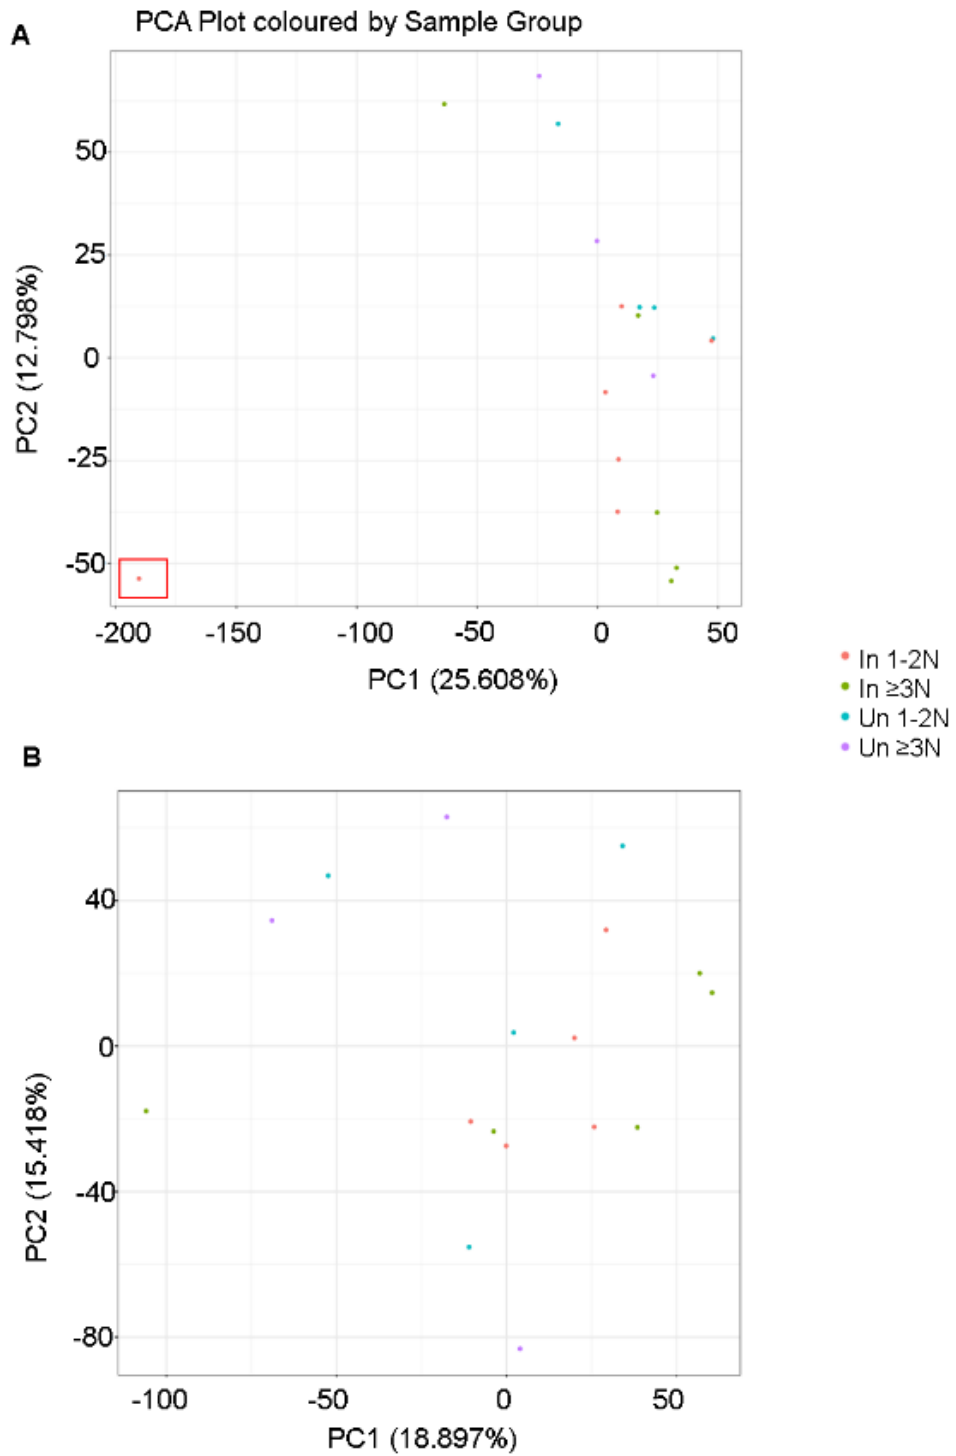 A
PCA Plot coloured by Sample Group
50
25
0
-25
-50
PC2 (12.798%)
-200 -150 -100 -50 0 50
PC1 (25.608%)
In 1-2N
In ≥3N
Un 1-2N
Un ≥3N
B
40
0
-40
-80
PC2 (15.418%)
-100 -50 0 50
PC1 (18.897%)